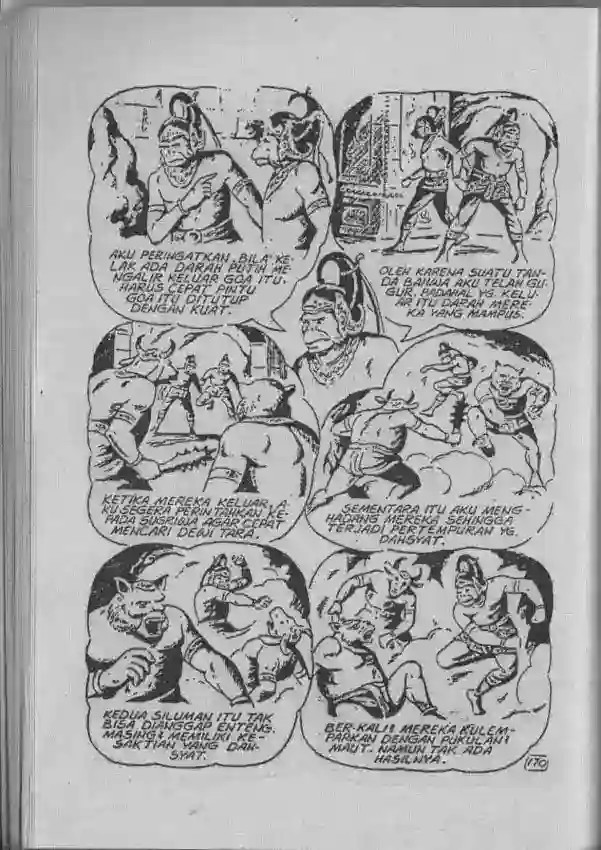 AKU PERINGATKAN, BILA KE-
LAK ADA DARAH PUTIH ME-
NGALIR KELUAR GOA ITU,
HARUS CEPAT PINTU
GOA ITU DITUTUP
DENGAN KUAT.
OLEH KARENA SUATU TAN-
DA BAHWA AKU TELAH GU-
GUR. PADAHAL YG. KELU-
AR ITU DARAH MERE-
KA YANG MAMPUS.
KETIKA MEREKA KELUAR, A-
KU SEGERA PERINTAHKAN KE-
PADA SUGRIWA AGAR CEPAT
MENCARI DEWI TARA.
SEMENTARA ITU AKU MENG-
HADANG MEREKA SEHINGGA
TERJADI PERTEMPURAN YG.
DAHSYAT.
KEDUA SILUMAN ITU TAK
BISA DIANGGAP ENTENG.
MASING² MEMILIKI KE-
SAKTIAN YANG DAH-
SYAT.
BER-KALI² MEREKA KULEM-
PARKAN DENGAN PUKULAN²
MAUT. NAMUN TAK ADA
HASILNYA.
170